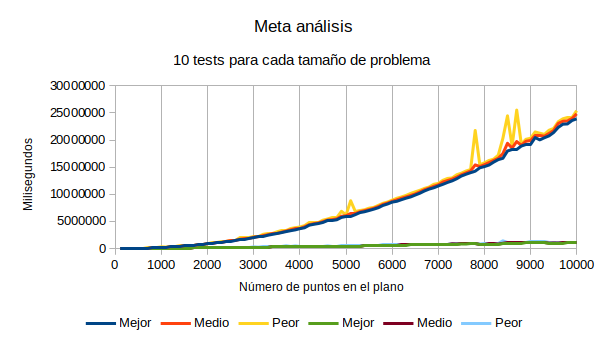 Meta análisis
10 tests para cada tamaño de problema
30000000
25000000
20000000
15000000
10000000
5000000
0
Milisegundos
0 1000 2000 3000 4000 5000 6000 7000 8000 9000 10000
Número de puntos en el plano
Mejor Medio Peor Mejor Medio Peor